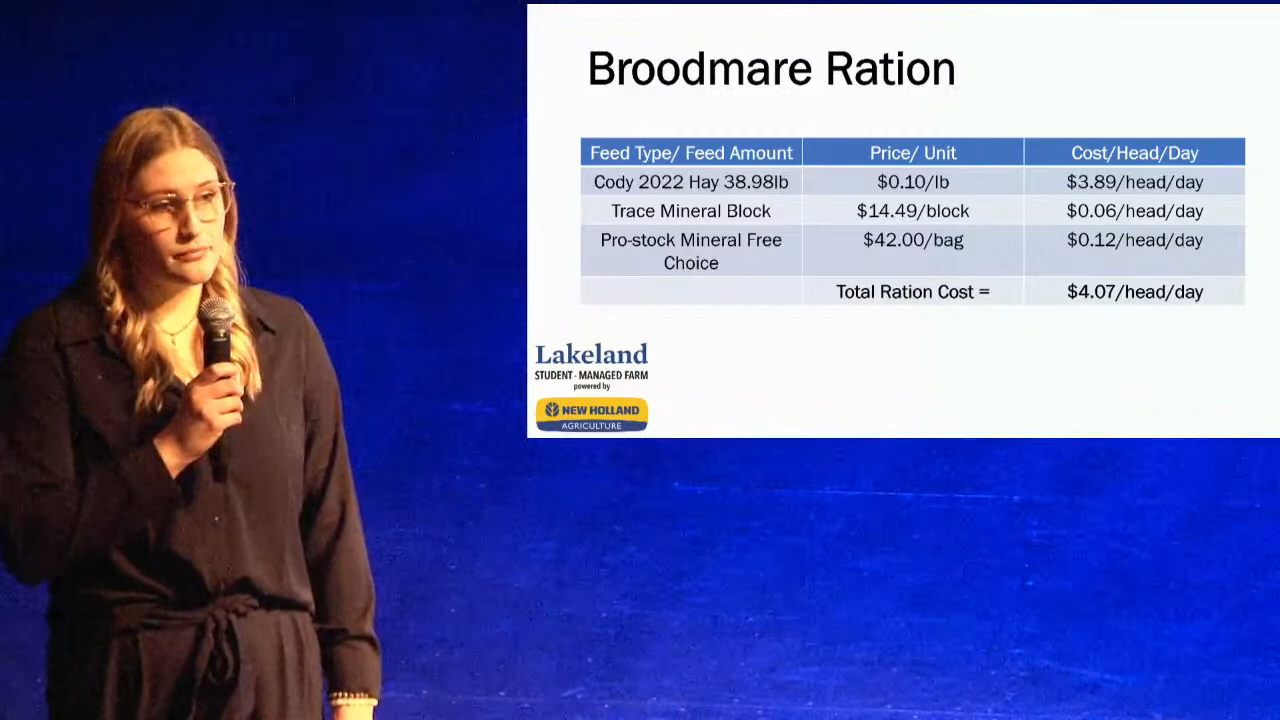 Broodmare Ration
Feed Type/ Feed Amount Price/ Unit Cost/Head/Day
Cody 2022 Hay 38.98lb $0.10/lb $3.89/head/day
Trace Mineral Block $14.49/block $0.06/head/day
Pro-stock Mineral Free $42.00/bag $0.12/head/day
Choice
Total Ration Cost = $4.07/head/day
Lakeland
STUDENT - MANAGED FARM
powered by
NEW HOLLAND
AGRICULTURE